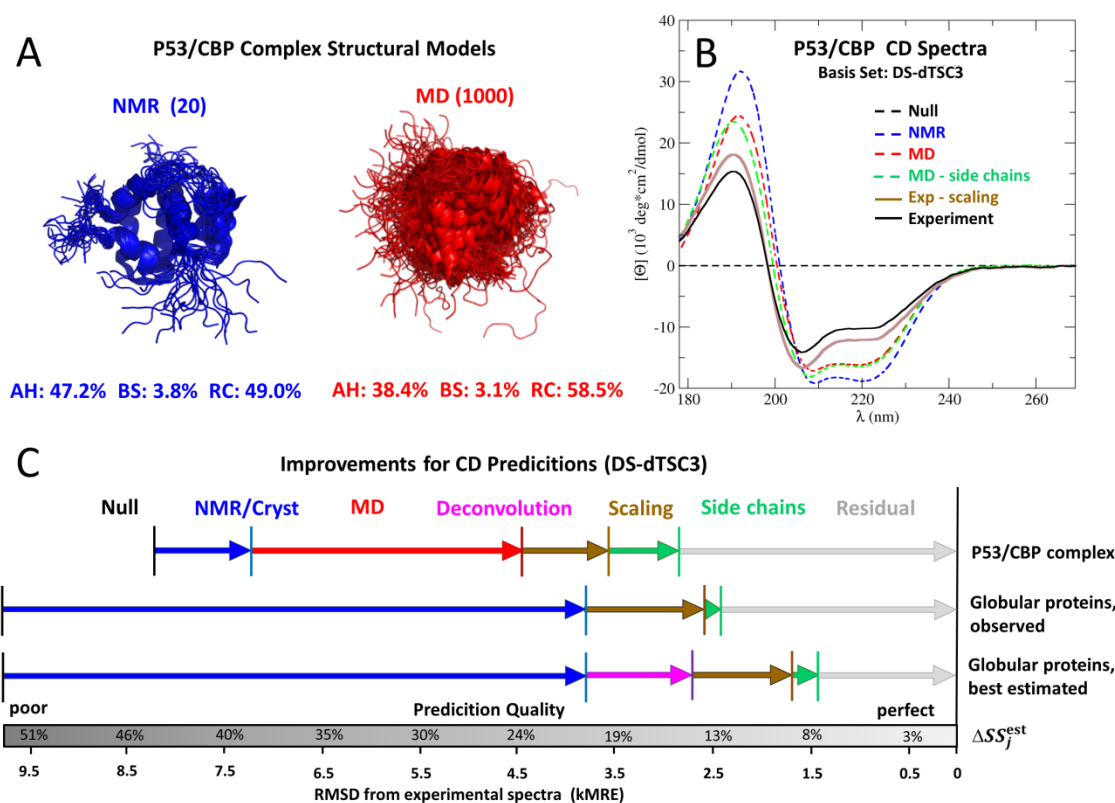 A
P53/CBP Complex Structural Models
NMR (20)
MD (1000)
AH: 47.2% BS: 3.8% RC: 49.0%
AH: 38.4% BS: 3.1% RC: 58.5%
B
P53/CBP CD Spectra
Basis Set: DS-dTSC3
Null
NMR
MD
MD - side chains
Exp - scaling
Experiment
[Θ] (10³ deg*cm²/dmol)
40
30
20
10
0
-10
-20
180 200 220 240 260
λ (nm)
C
Improvements for CD Predicitions (DS-dTSC3)
Null NMR/Cryst MD Deconvolution Scaling Side chains Residual
P53/CBP complex
Globular proteins,
observed
Globular proteins,
best estimated
poor Predicition Quality perfect
51% 46% 40% 35% 30% 24% 19% 13% 8% 3%
ΔSS_j^est
9.5 8.5 7.5 6.5 5.5 4.5 3.5 2.5 1.5 0.5 0
RMSD from experimental spectra (kMRE)